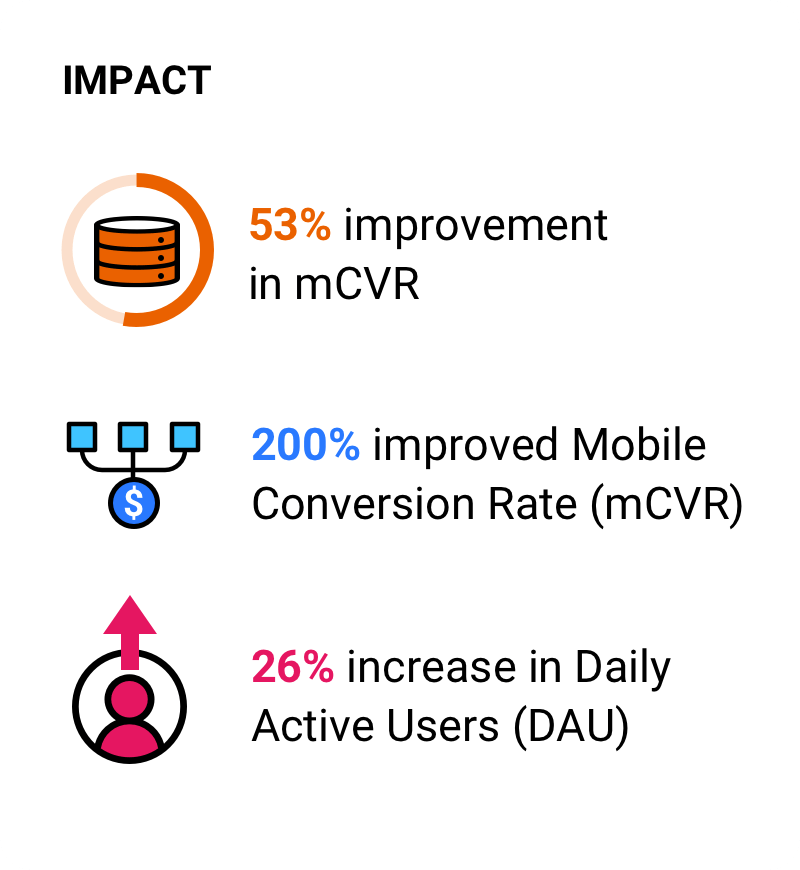 IMPACT
53% improvement
in mCVR
200% improved Mobile
Conversion Rate (mCVR)
$
26% increase in Daily
Active Users (DAU)